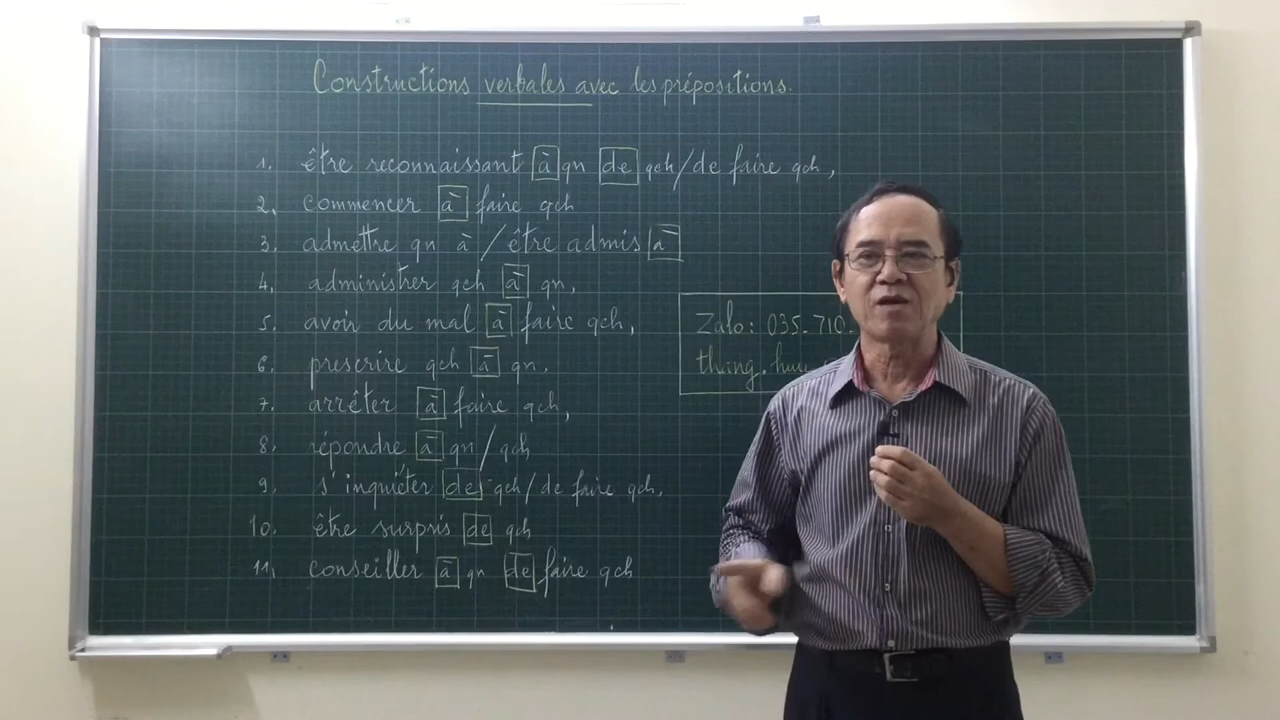 Constructions verbales avec des prépositions.
1. être reconnaissant à qn de qch/de faire qch,
2. commencer à faire qch
3. admettre qn à / être admis à
4. administrer qch à qn,
5. avoir du mal à faire qch,
6. prescrire qch à qn.
7. arrêter à faire qch,
8. répondre à qn/qch
9. s'inquiéter de qch/de faire qch,
10. être surpris de qch
11, conseiller à qn de faire qch
Zalo: 035-710-
thang.huu